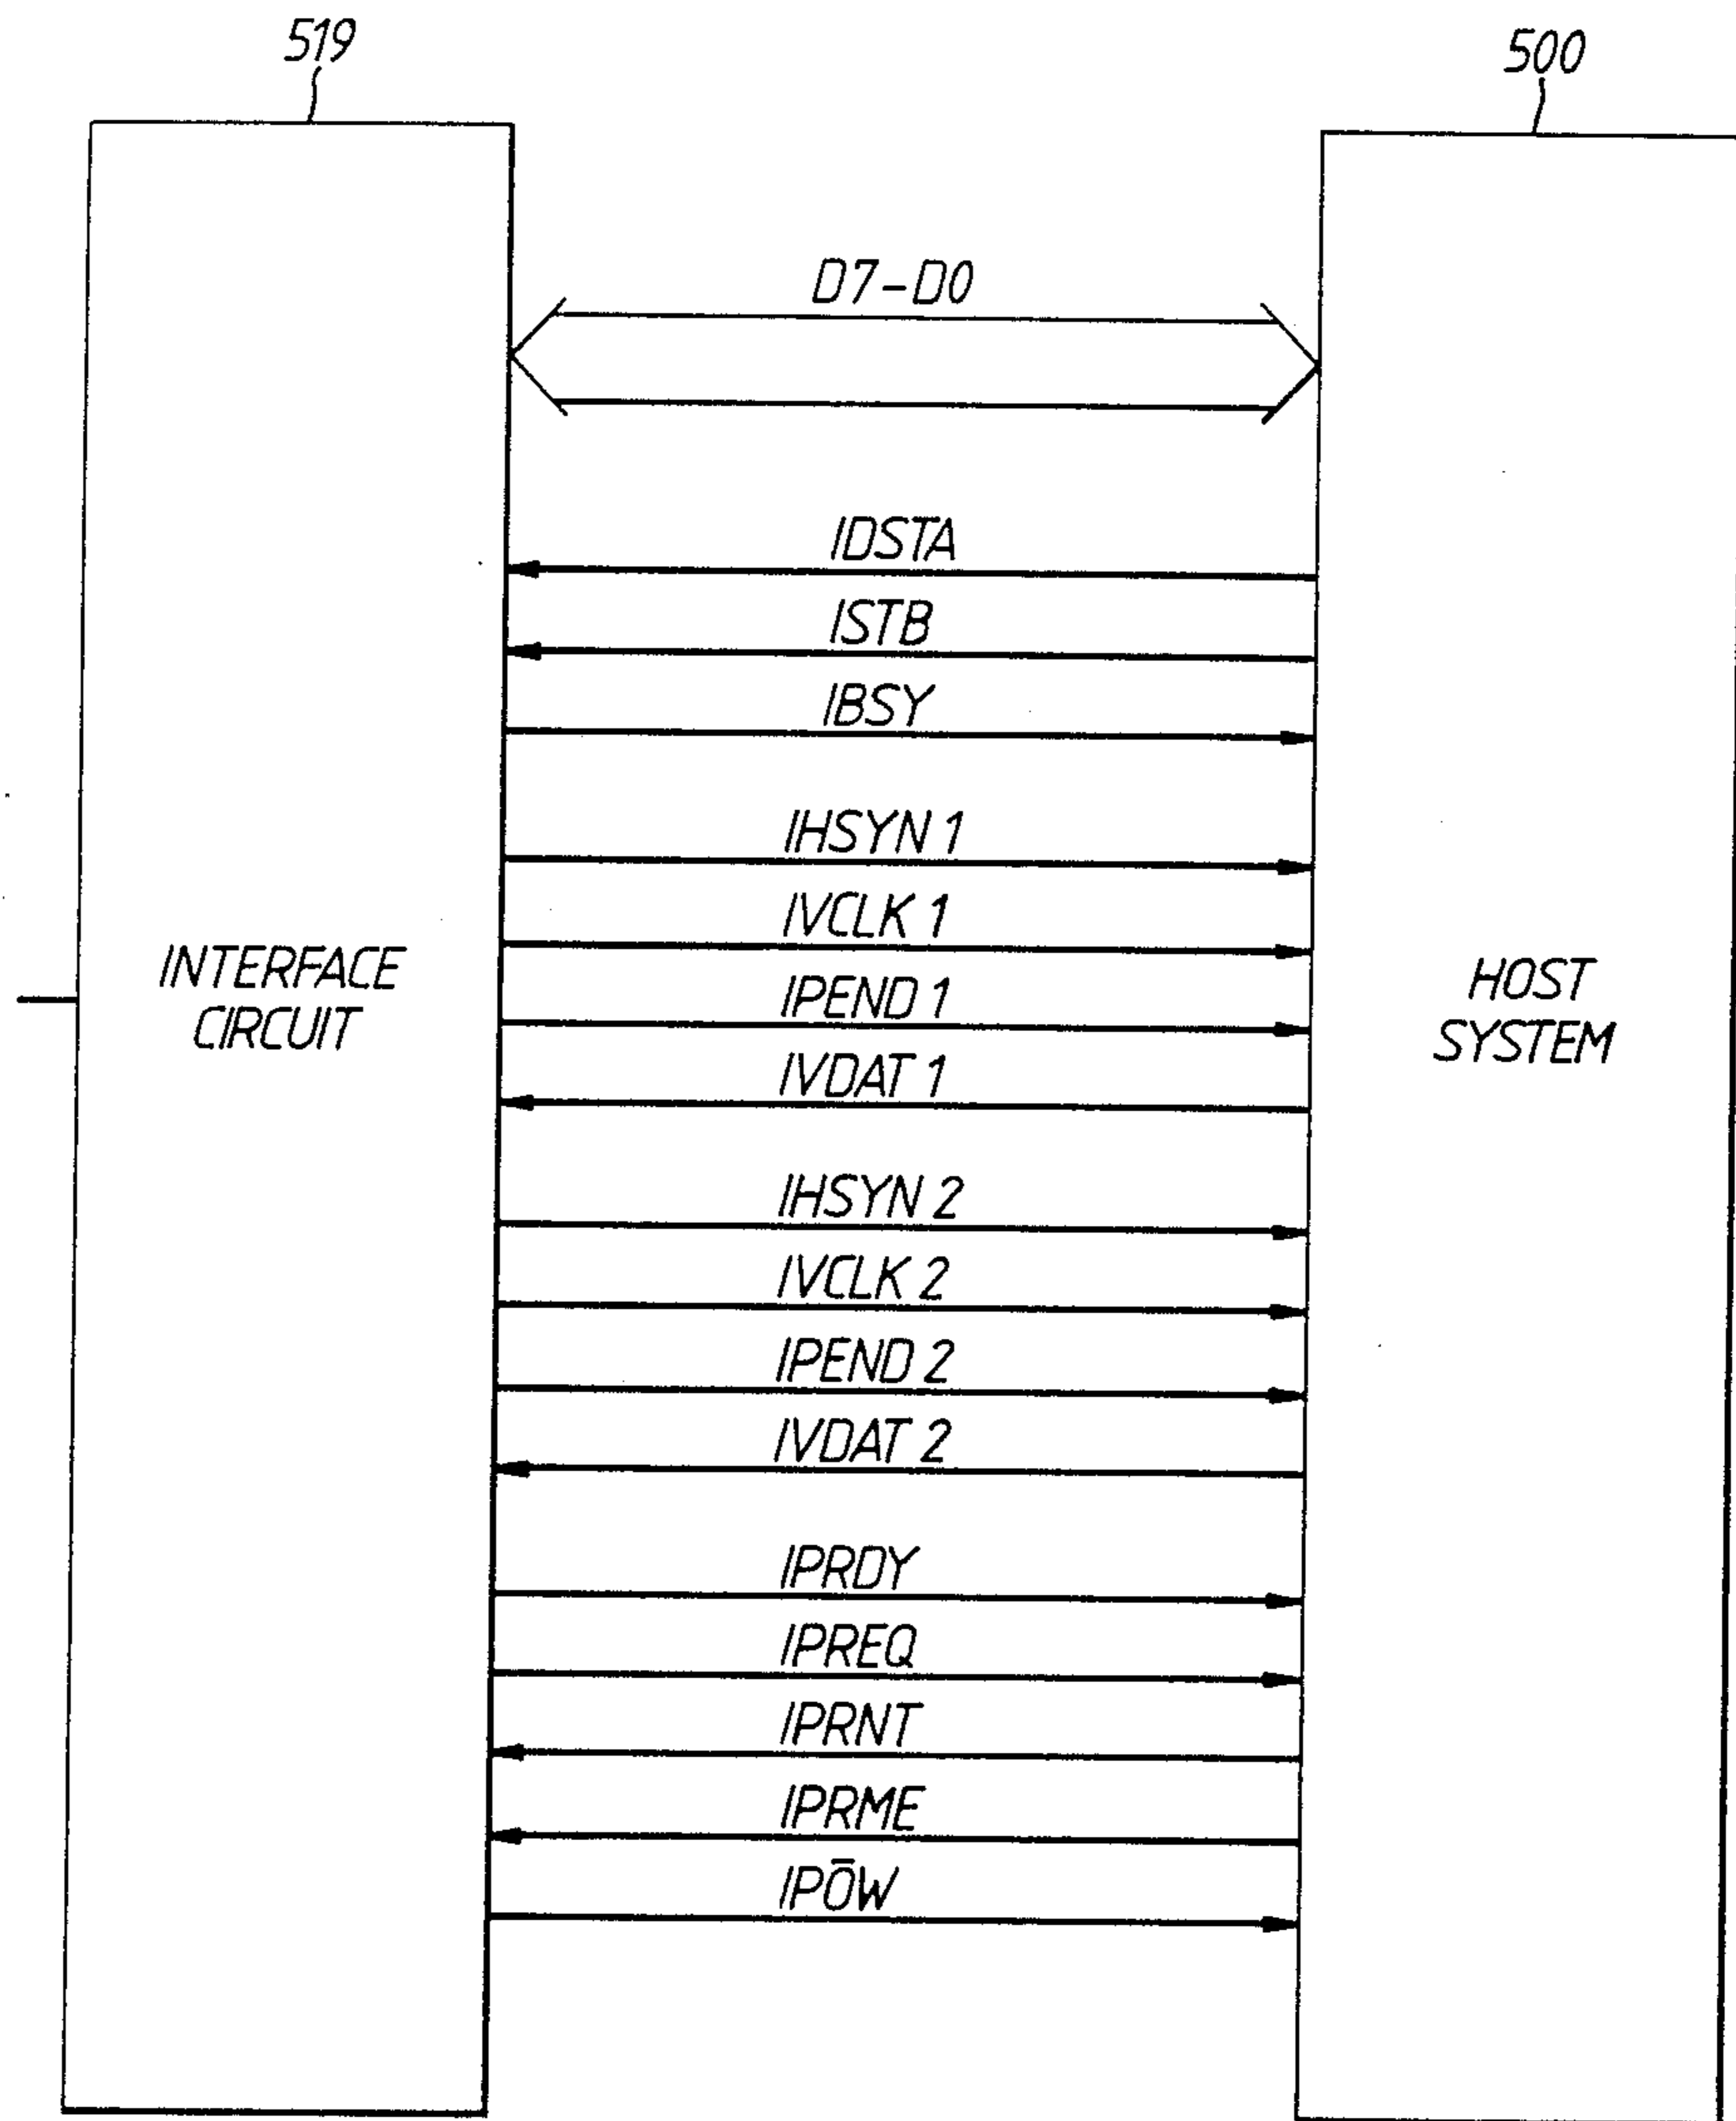 519
500
D7-D0
IDSTA
ISTB
IBSY
IHSYN 1
IVCLK 1
IPEND 1
IVDAT 1
INTERFACE
CIRCUIT
HOST
SYSTEM
IHSYN 2
IVCLK 2
IPEND 2
IVDAT 2
IPRDY
IPREQ
IPRNT
IPRME
IPŌW